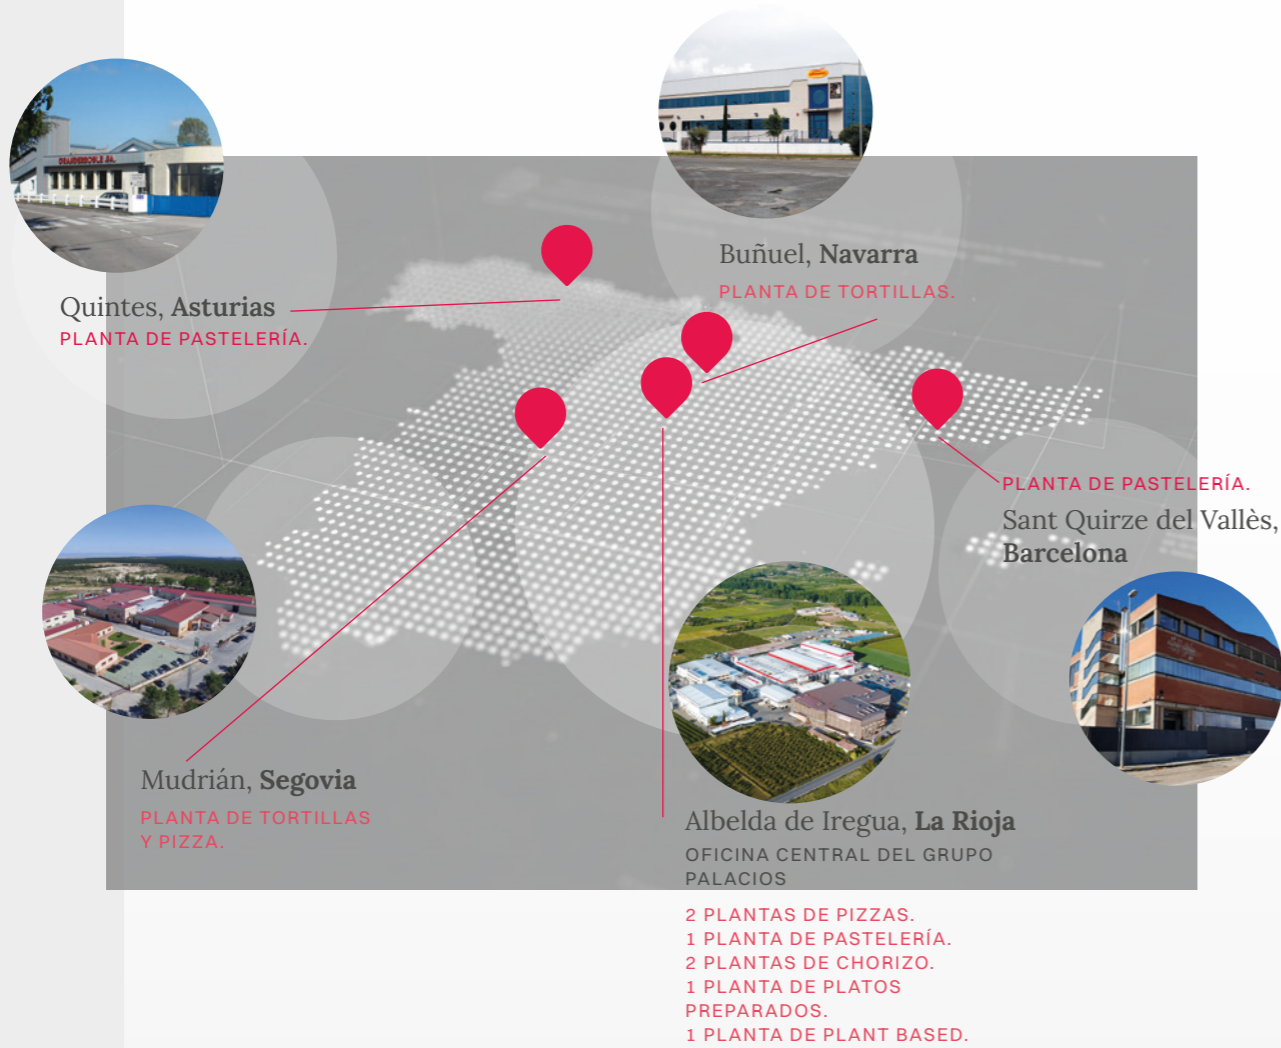 Quintes, Asturias
PLANTA DE PASTELERÍA.
Buñuel, Navarra
PLANTA DE TORTILLAS.
PLANTA DE PASTELERÍA.
Sant Quirze del Vallès,
Barcelona
Mudrián, Segovia
PLANTA DE TORTILLAS
Y PIZZA.
Albelda de Iregua, La Rioja
OFICINA CENTRAL DEL GRUPO
PALACIOS
2 PLANTAS DE PIZZAS.
1 PLANTA DE PASTELERÍA.
2 PLANTAS DE CHORIZO.
1 PLANTA DE PLATOS
PREPARADOS.
1 PLANTA DE PLANT BASED.